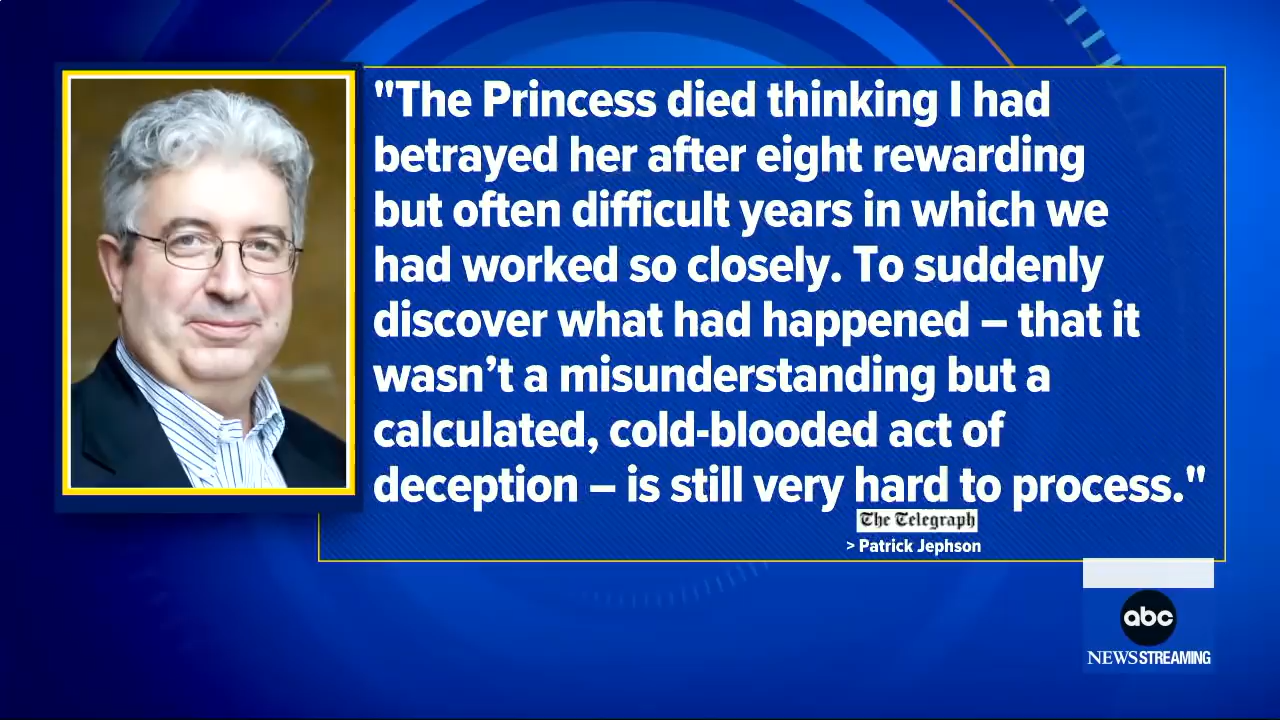 "The Princess died thinking I had
betrayed her after eight rewarding
but often difficult years in which we
had worked so closely. To suddenly
discover what had happened – that it
wasn’t a misunderstanding but a
calculated, cold-blooded act of
deception – is still very hard to process."
The Telegraph
> Patrick Jephson
abc
NEWS STREAMING